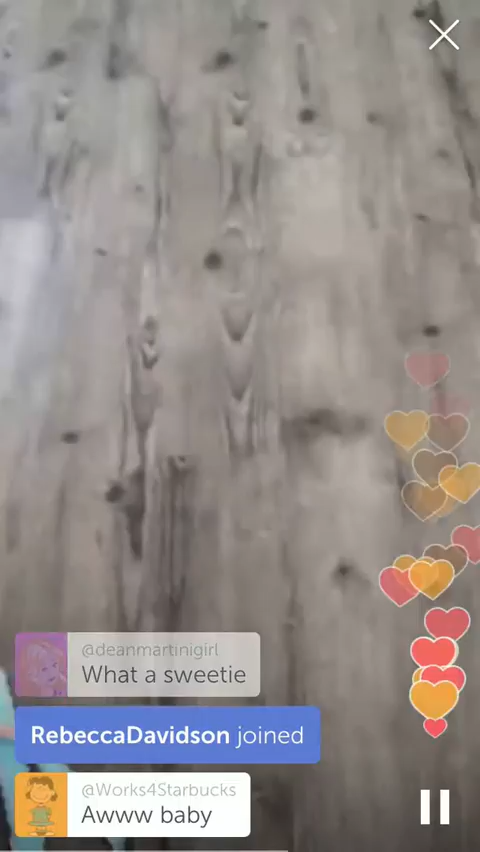 @deanmartinigirl
What a sweetie
RebeccaDavidson joined
@Works4Starbucks
Awww baby